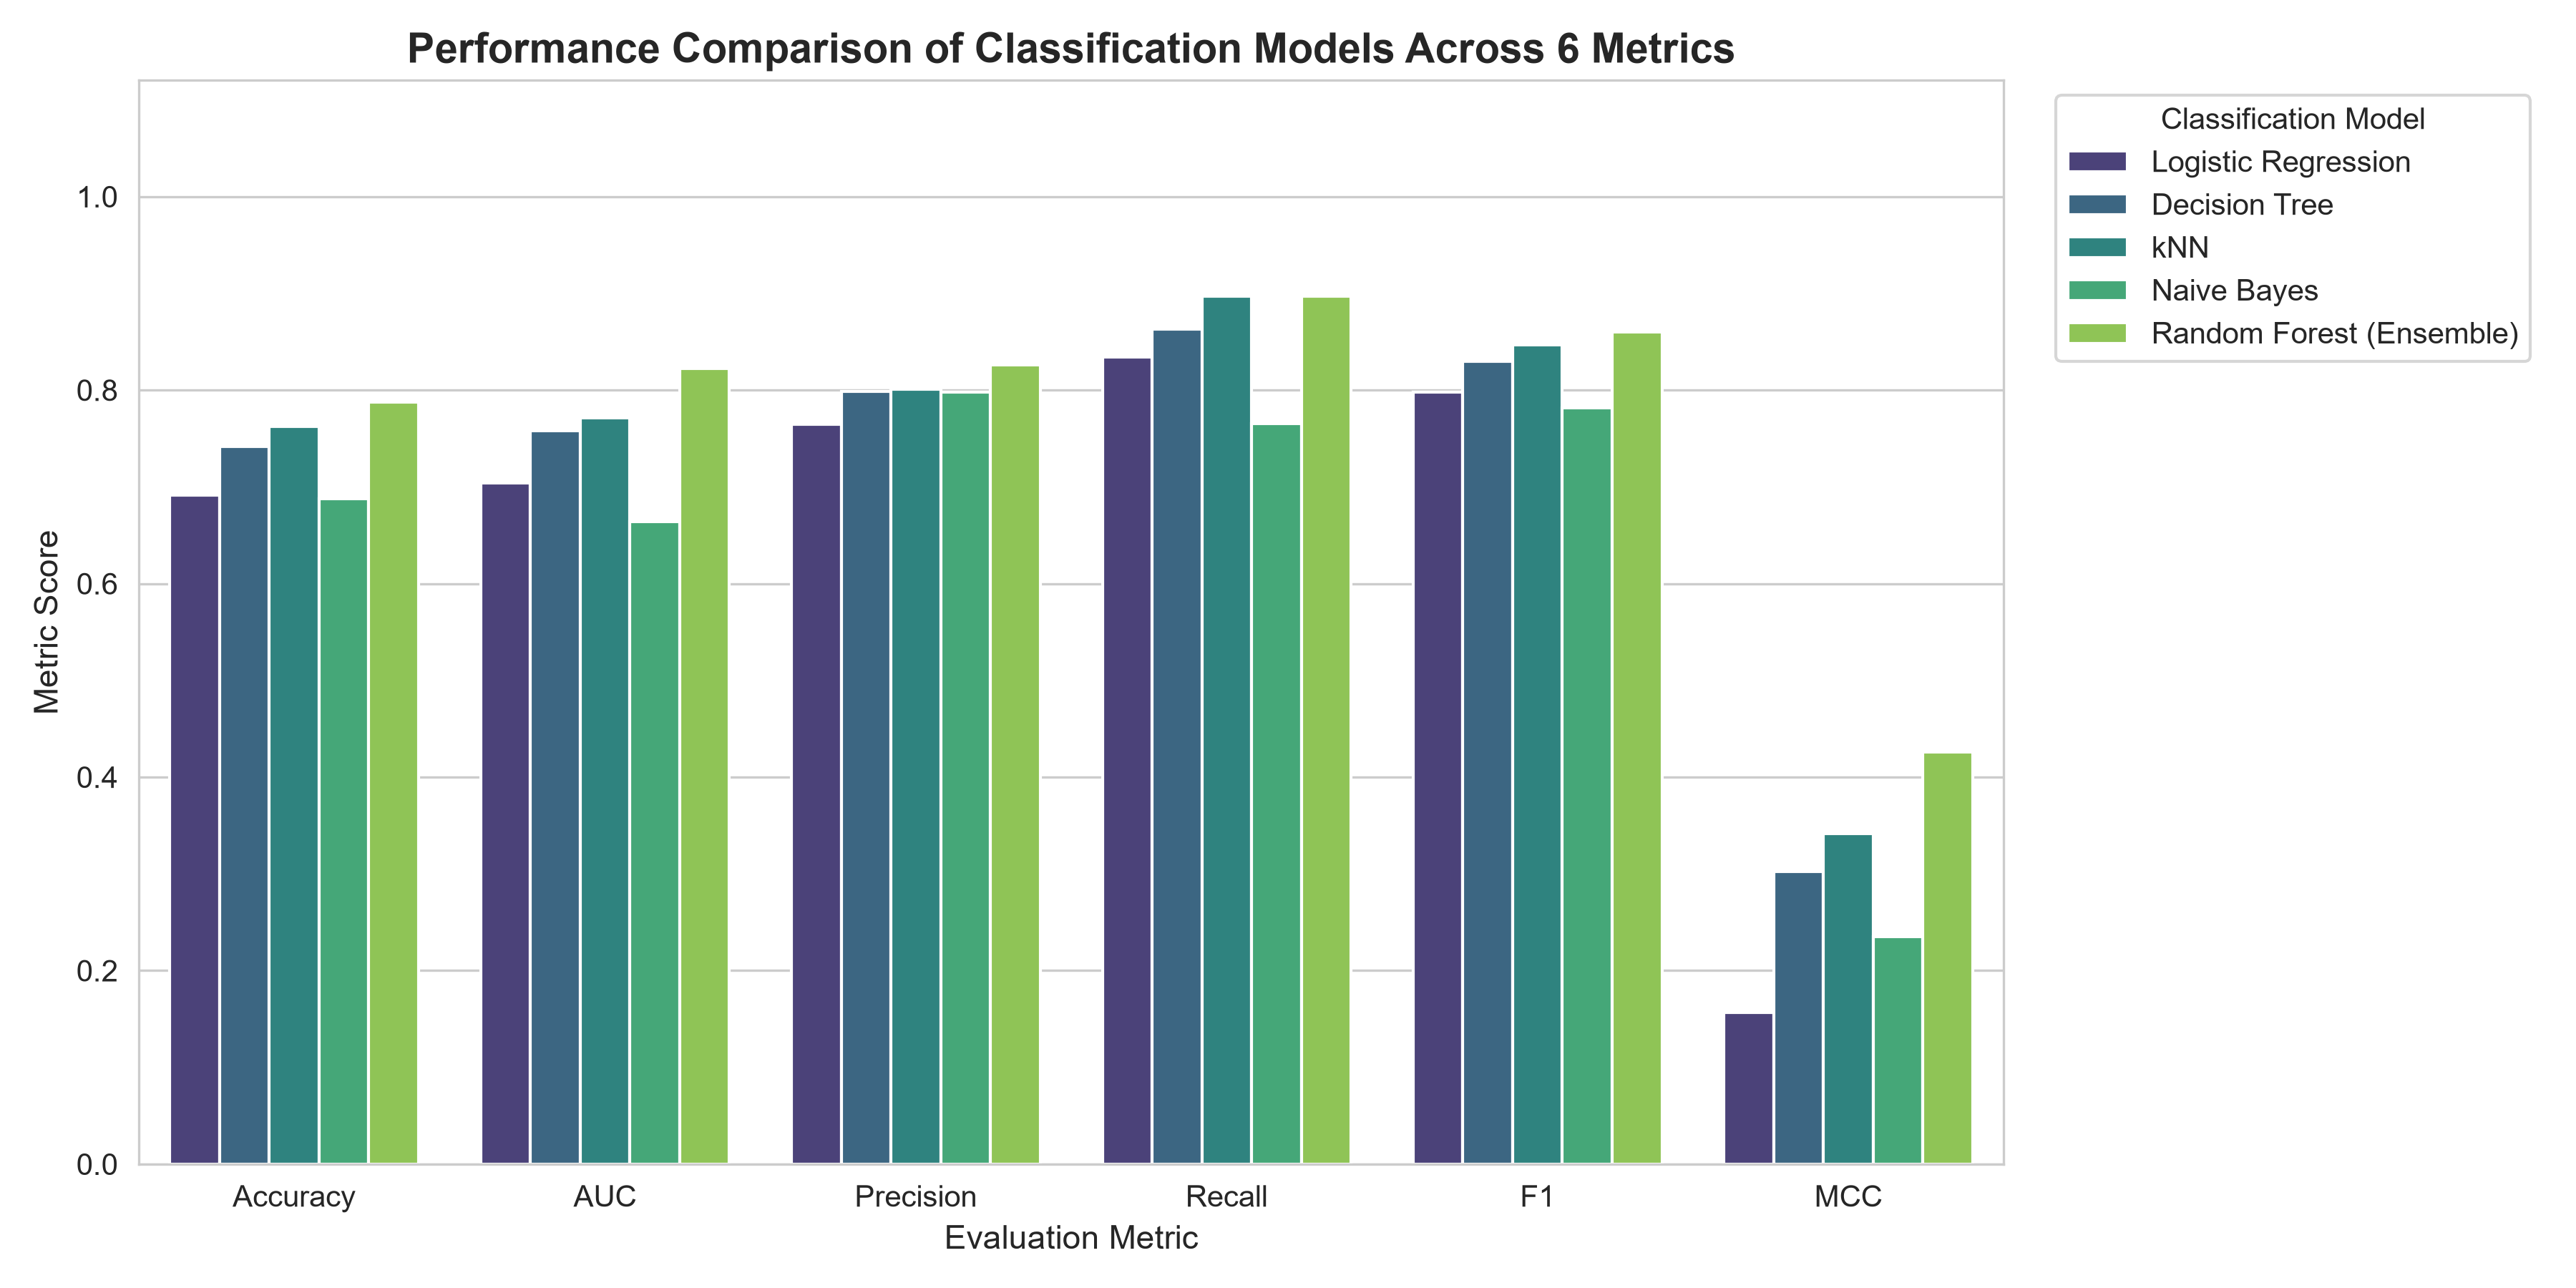 Performance Comparison of Classification Models Across 6 Metrics
Classification Model
Logistic Regression
Decision Tree
kNN
Naive Bayes
Random Forest (Ensemble)
Metric Score
1.0
0.8
0.6
0.4
0.2
0.0
Accuracy AUC Precision Recall F1 MCC
Evaluation Metric